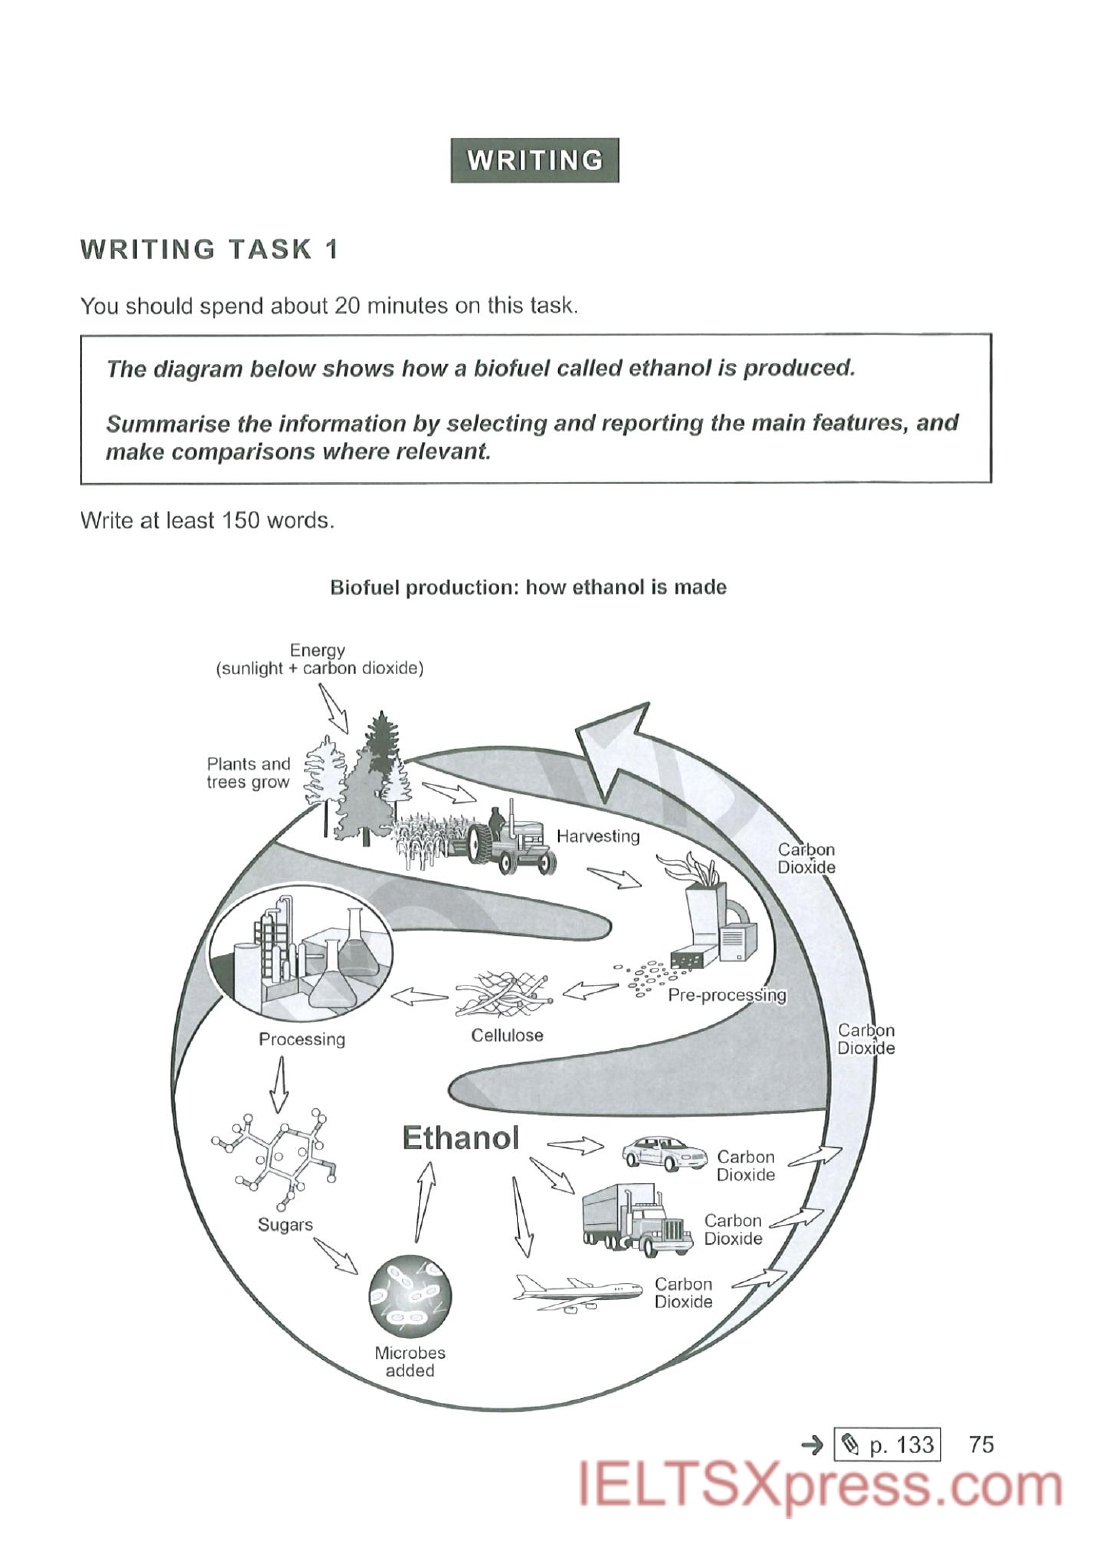 WRITING
WRITING TASK 1
You should spend about 20 minutes on this task.
The diagram below shows how a biofuel called ethanol is produced.
Summarise the information by selecting and reporting the main features, and
make comparisons where relevant.
Write at least 150 words.
Biofuel production: how ethanol is made
Energy
(sunlight + carbon dioxide)
Plants and
trees grow
Harvesting
Carbon
Dioxide
Pre-processing
Cellulose
Processing
Carbon
Dioxide
Ethanol
Carbon
Dioxide
Sugars
Carbon
Dioxide
Carbon
Dioxide
Microbes
added
p. 133 75
IELTSXpress.com